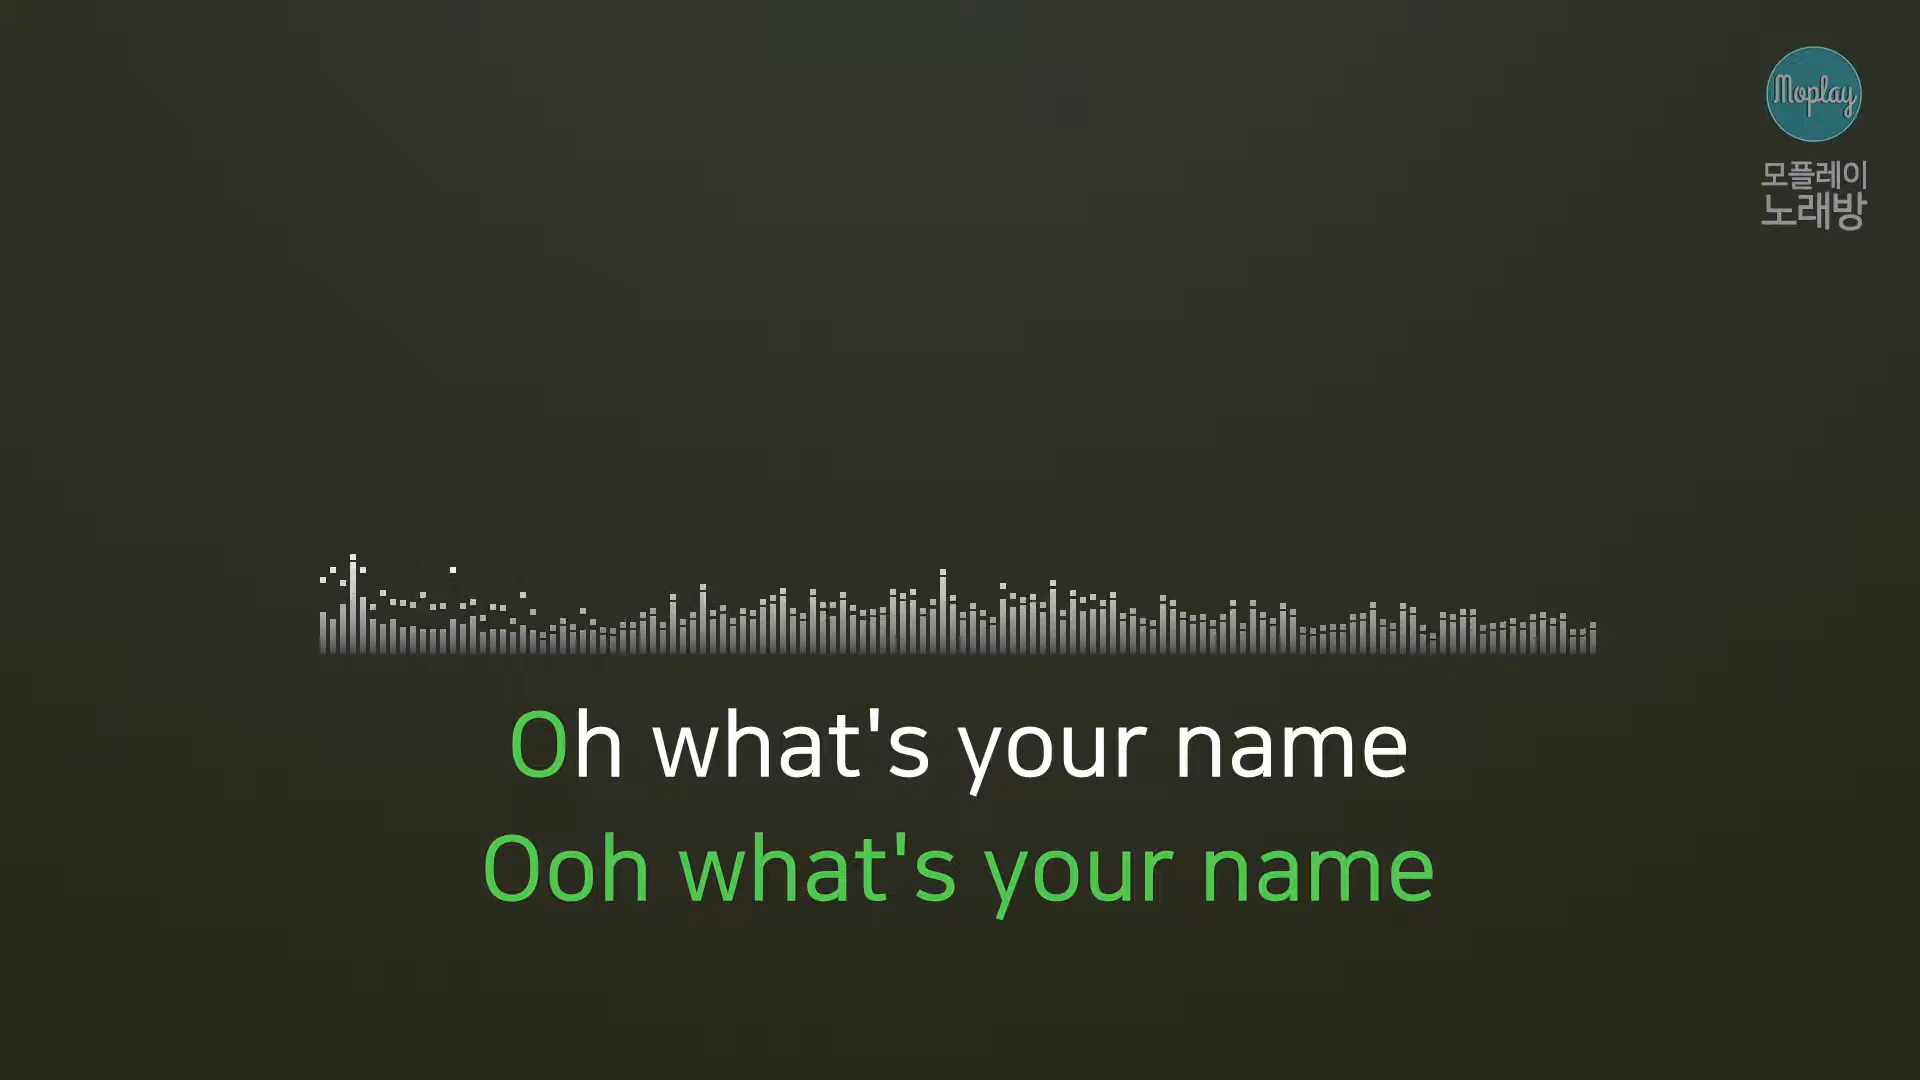 Moplay
모플레이
노래방
Oh what's your name
Ooh what's your name